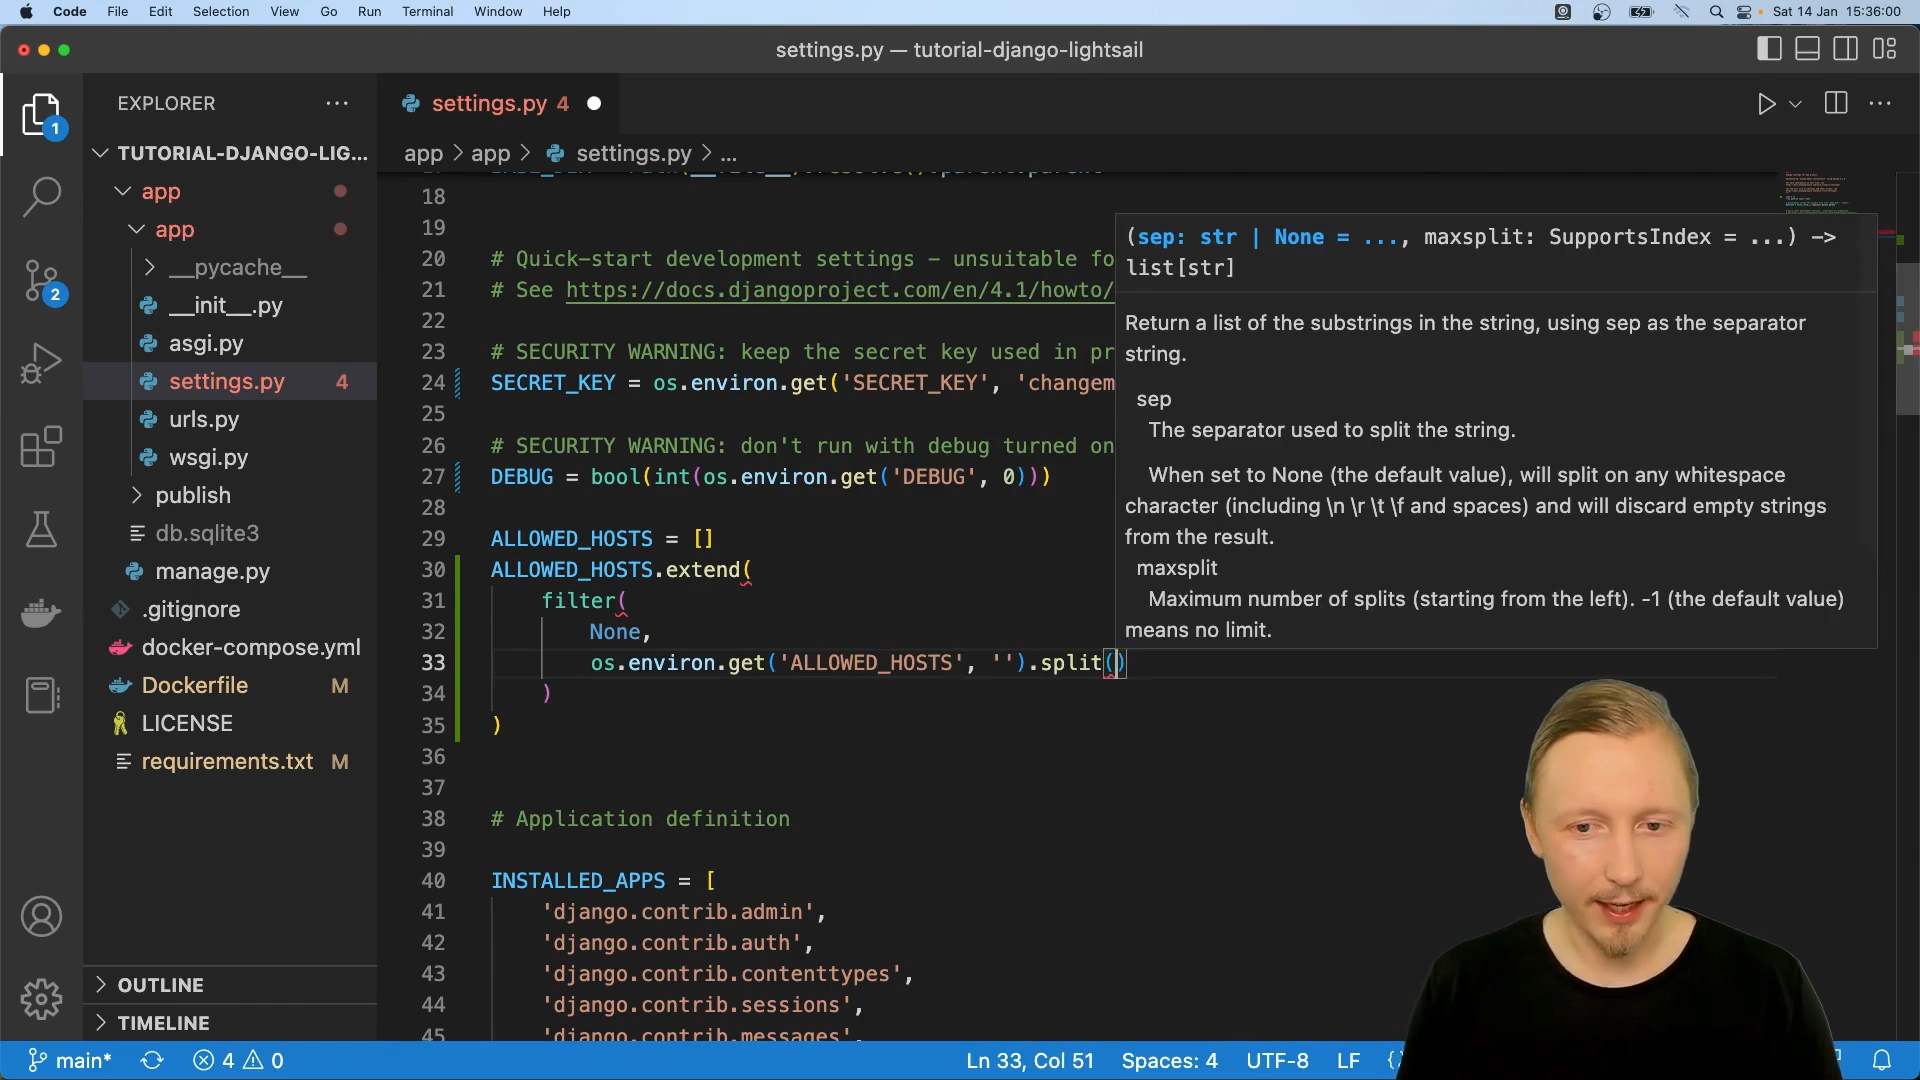 Code File Edit Selection View Go Run Terminal Window Help Sat 14 Jan 15:36:00
settings.py — tutorial-django-lightsail
EXPLORER
settings.py 4
TUTORIAL-DJANGO-LIG...
app > app > settings.py > ...
1
2
app
app
__pycache__
__init__.py
asgi.py
settings.py 4
urls.py
wsgi.py
publish
db.sqlite3
manage.py
.gitignore
docker-compose.yml
Dockerfile M
LICENSE
requirements.txt M
OUTLINE
TIMELINE
18
19
20 # Quick-start development settings - unsuitable fo
21 # See https://docs.djangoproject.com/en/4.1/howto/
22
23 # SECURITY WARNING: keep the secret key used in pr
24 SECRET_KEY = os.environ.get('SECRET_KEY', 'changem
25
26 # SECURITY WARNING: don't run with debug turned on
27 DEBUG = bool(int(os.environ.get('DEBUG', 0)))
28
29 ALLOWED_HOSTS = []
30 ALLOWED_HOSTS.extend(
31 filter(
32 None,
33 os.environ.get('ALLOWED_HOSTS', '').split()
34 )
35 )
36
37
38 # Application definition
39
40 INSTALLED_APPS = [
41 'django.contrib.admin',
42 'django.contrib.auth',
43 'django.contrib.contenttypes',
44 'django.contrib.sessions',
45 'django.contrib.messages',
(sep: str | None = ..., maxsplit: SupportsIndex = ...) ->
list[str]
Return a list of the substrings in the string, using sep as the separator
string.
sep
The separator used to split the string.
When set to None (the default value), will split on any whitespace
character (including \n \r \t \f and spaces) and will discard empty strings
from the result.
maxsplit
Maximum number of splits (starting from the left). -1 (the default value)
means no limit.
main* 4 0 Ln 33, Col 51 Spaces: 4 UTF-8 LF {